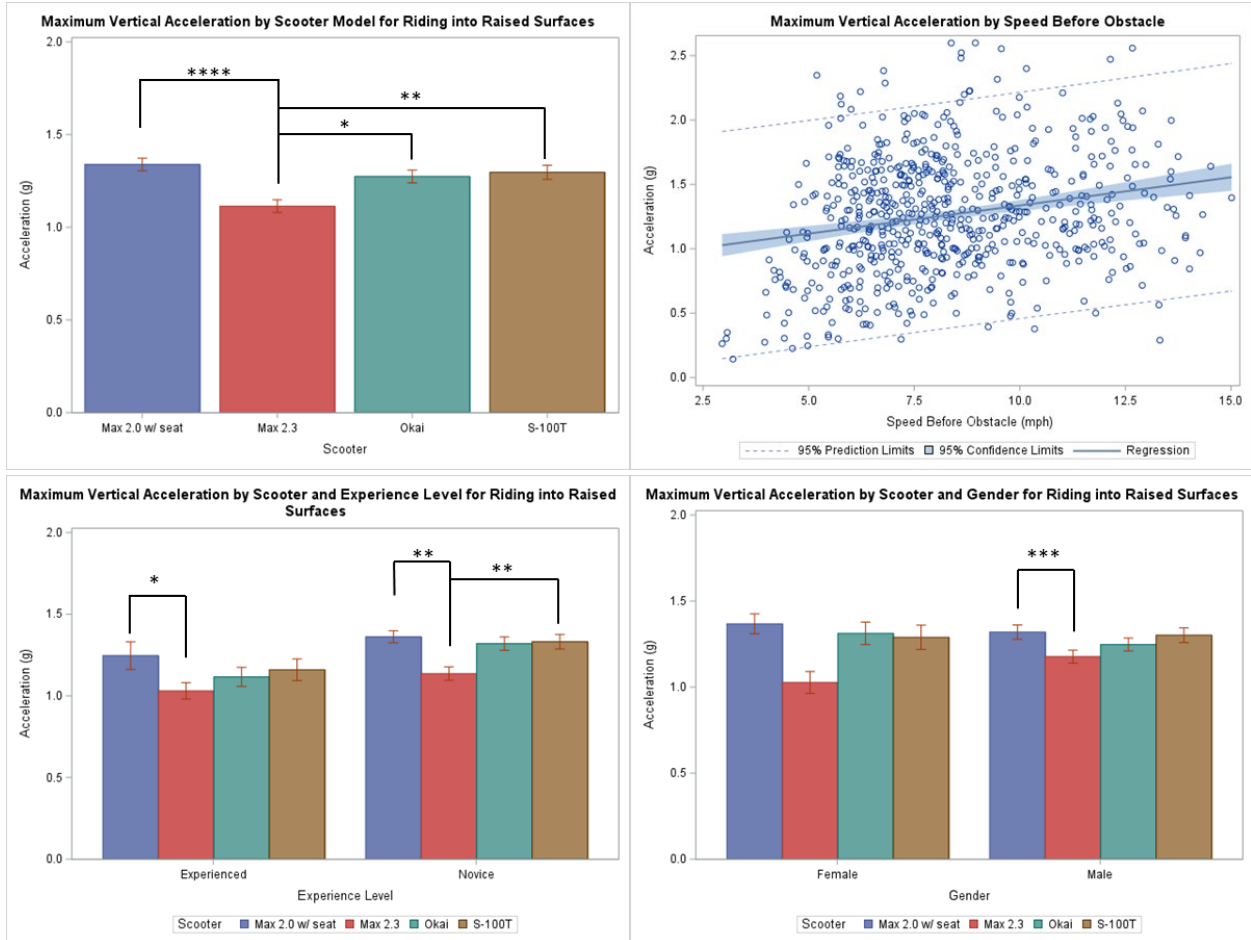 Maximum Vertical Acceleration by Scooter Model for Riding into Raised Surfaces
2.0
1.5
1.0
0.5
0.0
Acceleration (g)
****
**
*
Max 2.0 w/ seat Max 2.3 Okai S-100T
Scooter
Maximum Vertical Acceleration by Speed Before Obstacle
2.5
2.0
1.5
1.0
0.5
0.0
Acceleration (g)
2.5 5.0 7.5 10.0 12.5 15.0
Speed Before Obstacle (mph)
95% Prediction Limits 95% Confidence Limits Regression
Maximum Vertical Acceleration by Scooter and Experience Level for Riding into Raised
Surfaces
2.0
1.5
1.0
0.5
0.0
Acceleration (g)
*
**
**
Experienced Novice
Experience Level
Scooter Max 2.0 w/ seat Max 2.3 Okai S-100T
Maximum Vertical Acceleration by Scooter and Gender for Riding into Raised Surfaces
2.0
1.5
1.0
0.5
0.0
Acceleration (g)
***
Female Male
Gender
Scooter Max 2.0 w/ seat Max 2.3 Okai S-100T